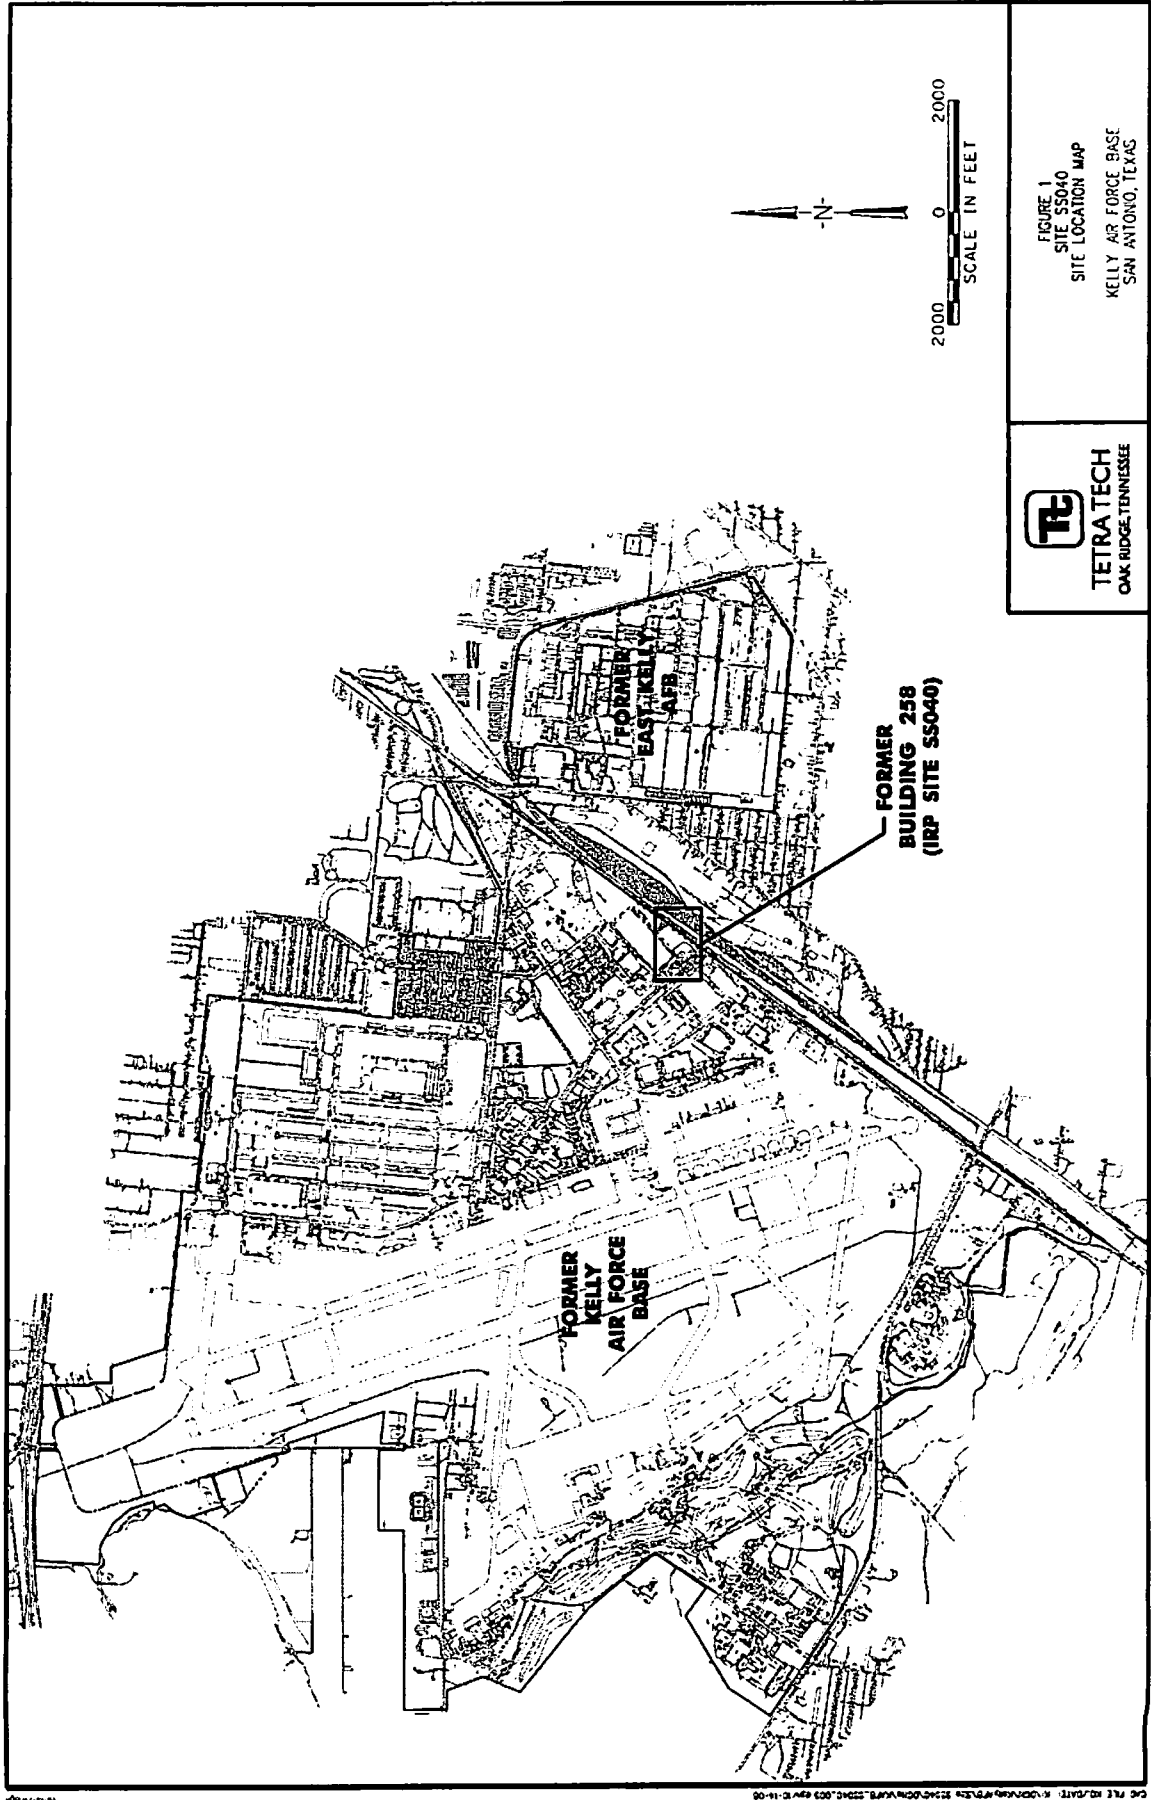 FORMER
KELLY
AIR FORCE
BASE
FORMER
EAST KELLY
AFB
FORMER
BUILDING 258
(IRP SITE SS040)
-N-
2000 0 2000
SCALE IN FEET
Tt
TETRA TECH
OAK RIDGE, TENNESSEE
FIGURE 1
SITE SS040
SITE LOCATION MAP
KELLY AIR FORCE BASE
SAN ANTONIO, TEXAS